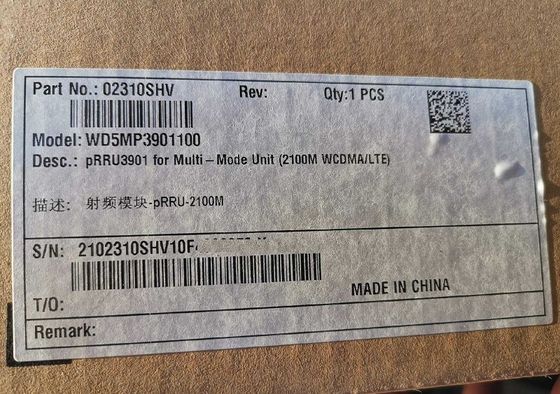 Part No.: 02310SHV Rev: Qty:1 PCS
Model: WD5MP3901100
Desc.: pRRU3901 for Multi-Mode Unit (2100M WCDMA/LTE)
描述: 射频模块-pRRU-2100M
S/N: 2102310SHV10F
MADE IN CHINA
T/O:
Remark: